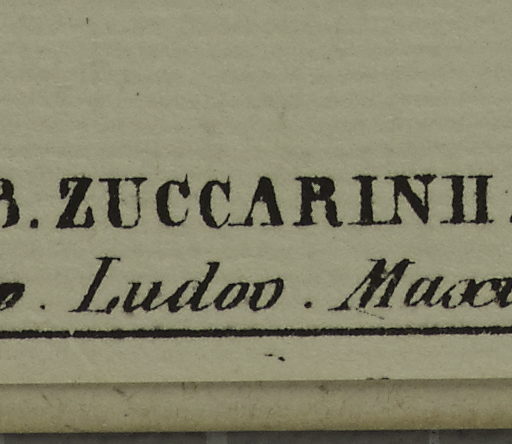 B. ZUCCARINII.
o. Ludov. Maxi